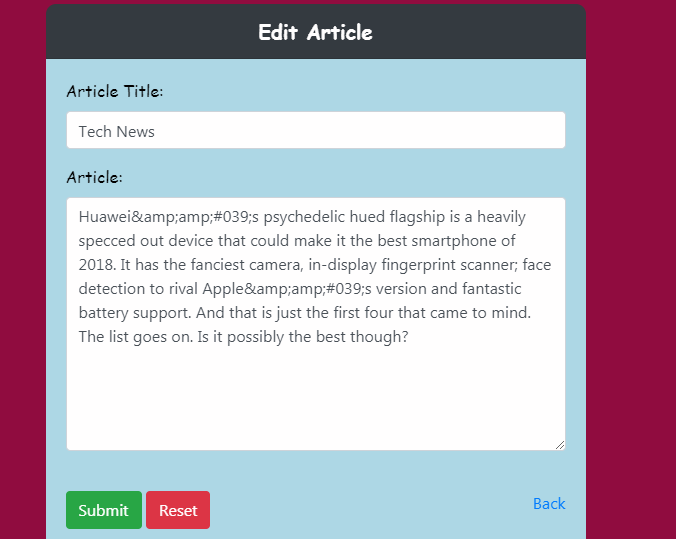 Edit Article
Article Title:
Tech News
Article:
Huawei&amp;amp;#039;s psychedelic hued flagship is a heavily
specced out device that could make it the best smartphone of
2018. It has the fanciest camera, in-display fingerprint scanner; face
detection to rival Apple&amp;amp;#039;s version and fantastic
battery support. And that is just the first four that came to mind.
The list goes on. Is it possibly the best though?
Submit Reset Back